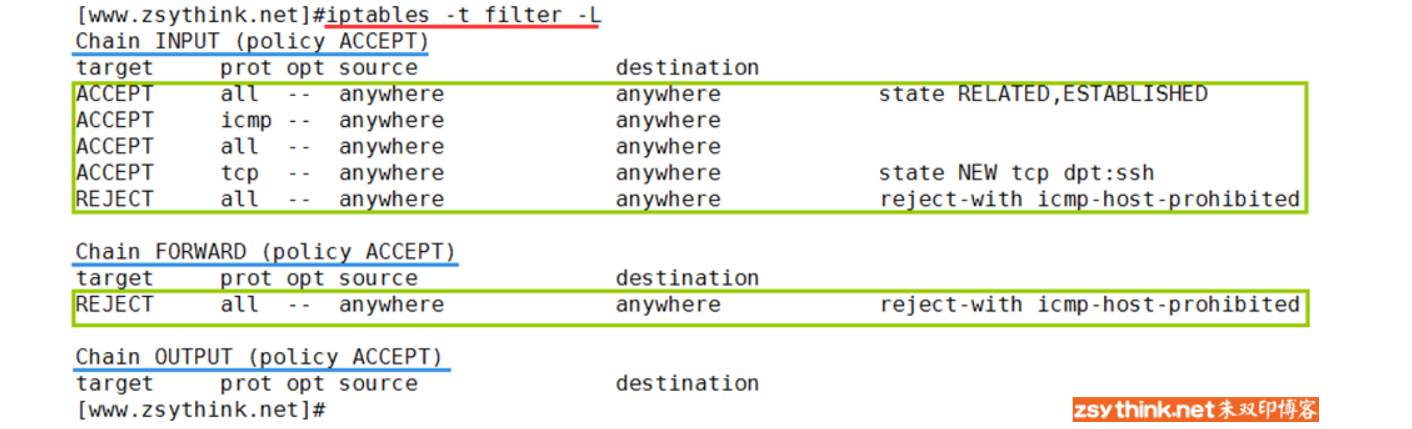 [www.zsythink.net]#iptables -t filter -L
Chain INPUT (policy ACCEPT)
target     prot opt source               destination
ACCEPT     all  --  anywhere             anywhere            state RELATED,ESTABLISHED
ACCEPT     icmp --  anywhere             anywhere
ACCEPT     all  --  anywhere             anywhere
ACCEPT     tcp  --  anywhere             anywhere            state NEW tcp dpt:ssh
REJECT     all  --  anywhere             anywhere            reject-with icmp-host-prohibited
Chain FORWARD (policy ACCEPT)
target     prot opt source               destination
REJECT     all  --  anywhere             anywhere            reject-with icmp-host-prohibited
Chain OUTPUT (policy ACCEPT)
target     prot opt source               destination
[www.zsythink.net]#
zsythink.net朱双印博客